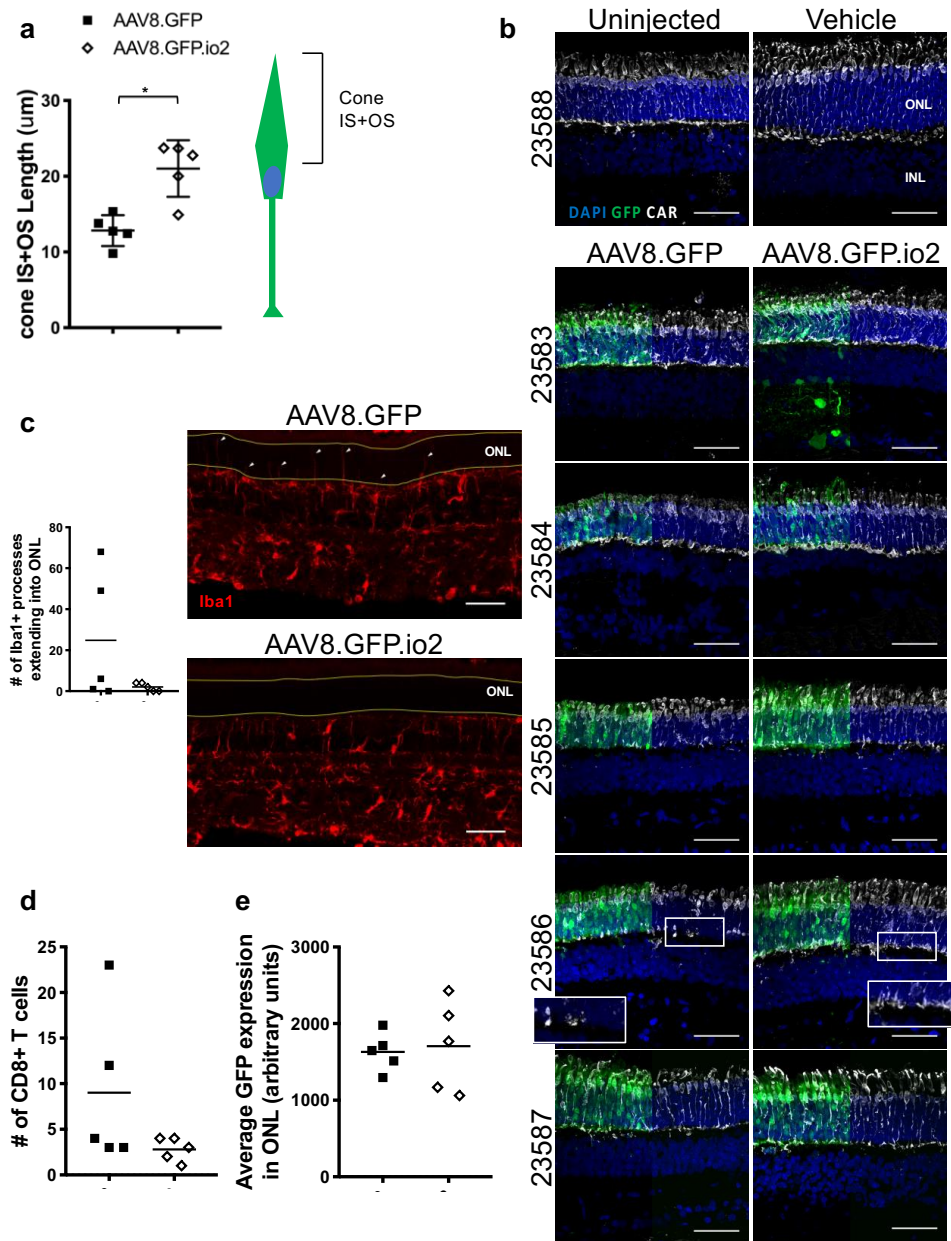 a
AAV8.GFP
AAV8.GFP.io2
cone IS+OS Length (um)
30
20
10
0
*
Cone
IS+OS
b
Uninjected
Vehicle
23588
ONL
INL
DAPI GFP CAR
AAV8.GFP
AAV8.GFP.io2
23583
23584
23585
23586
23587
c
# of Iba1+ processes
extending into ONL
80
60
40
20
0
AAV8.GFP
ONL
Iba1
AAV8.GFP.io2
ONL
d
# of CD8+ T cells
25
20
15
10
5
0
e
Average GFP expression
in ONL (arbitrary units)
3000
2000
1000
0